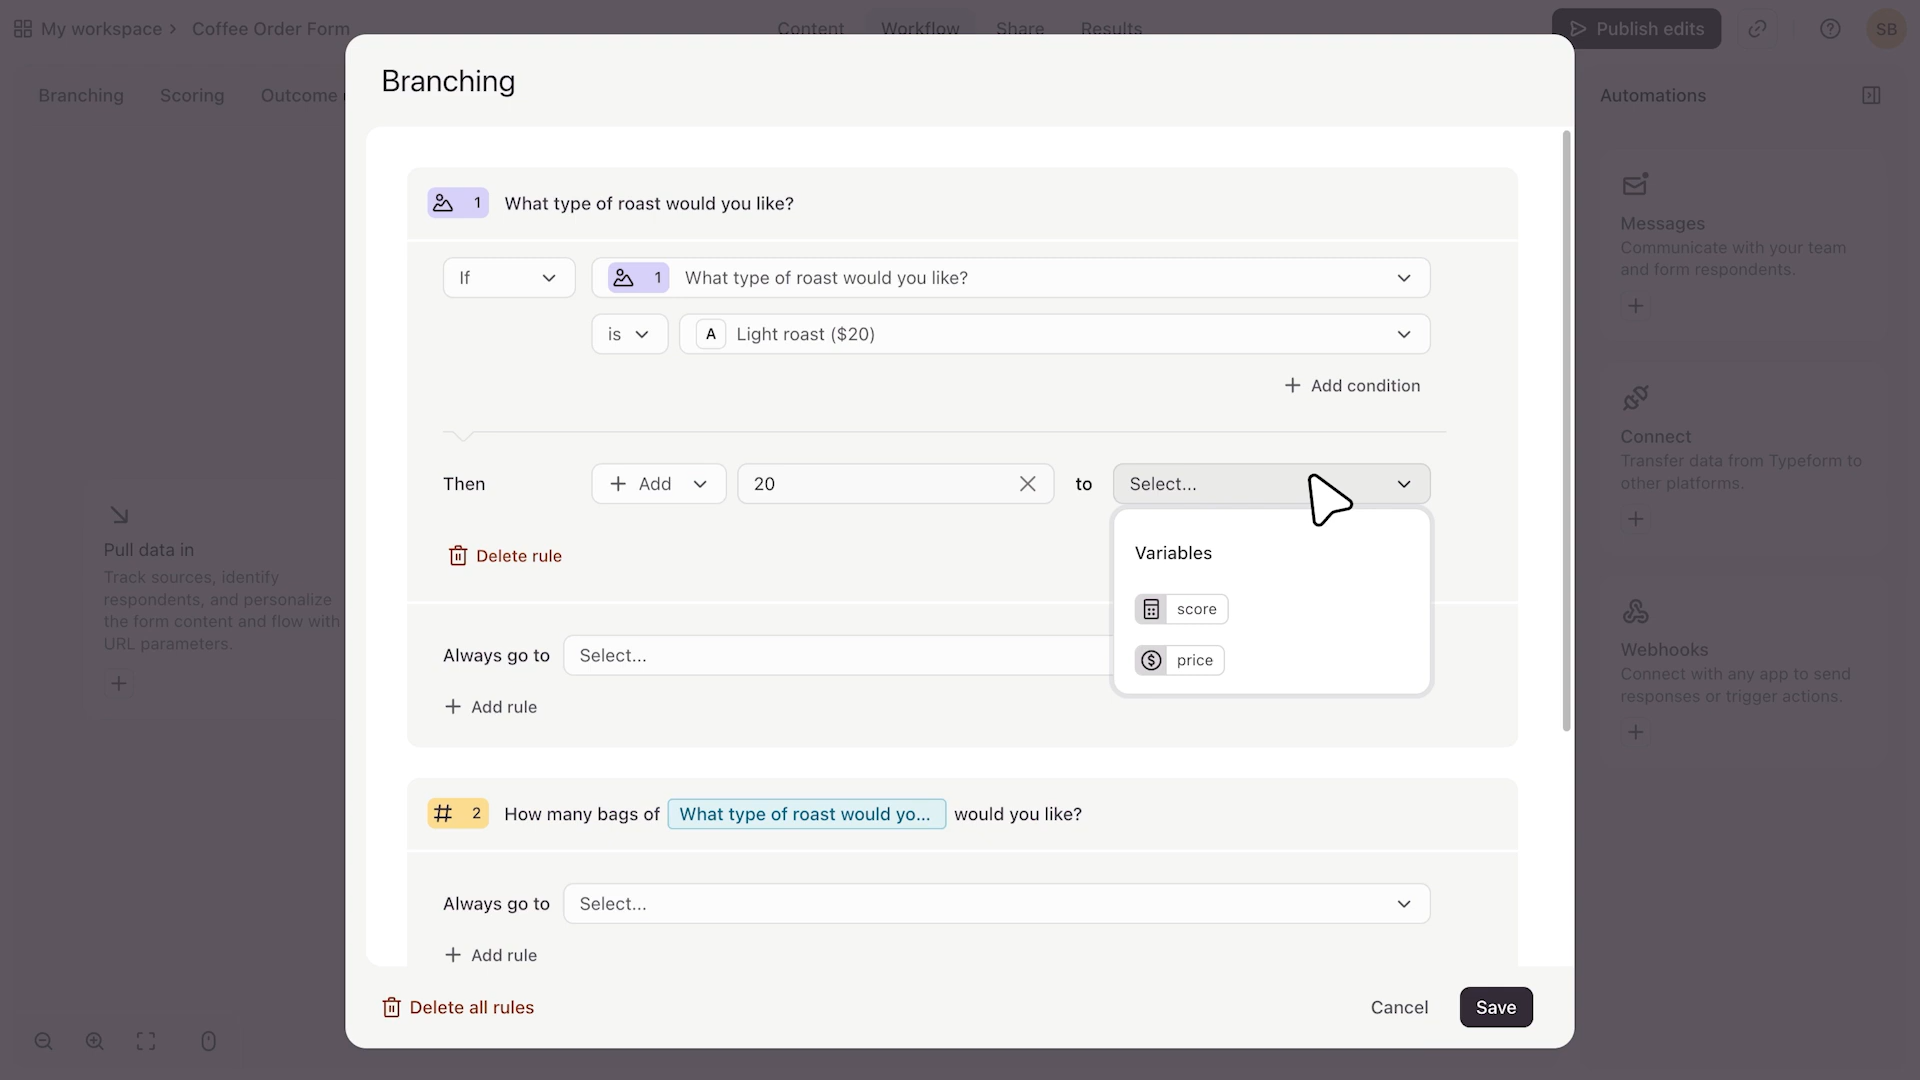 My workspace
Coffee Order Form
Content
Workflow
Share
Results
Publish edits
SB
Branching
Scoring
Outcome
Automations
Branching
1 What type of roast would you like?
If
1 What type of roast would you like?
is
A Light roast ($20)
Add condition
Then
Add
20
to
Select...
Variables
score
price
Delete rule
Always go to
Select...
Add rule
# 2 How many bags of What type of roast would yo... would you like?
Always go to
Select...
Add rule
Delete all rules
Cancel
Save
Pull data in
Track sources, identify
respondents, and personalize
the form content and flow with
URL parameters.
Messages
Communicate with your team
and form respondents.
Connect
Transfer data from Typeform to
other platforms.
Webhooks
Connect with any app to send
responses or trigger actions.